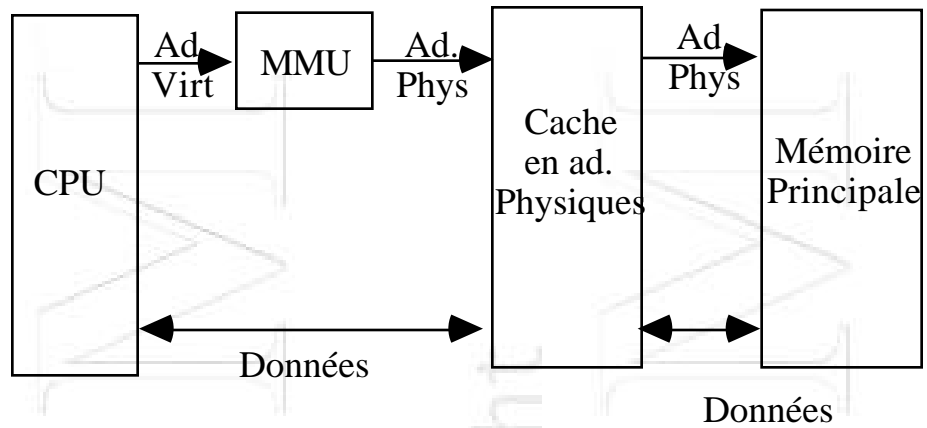 CPU
Ad
Virt
MMU
Ad.
Phys
Cache
en ad.
Physiques
Ad
Phys
Mémoire
Principale
Données
Données